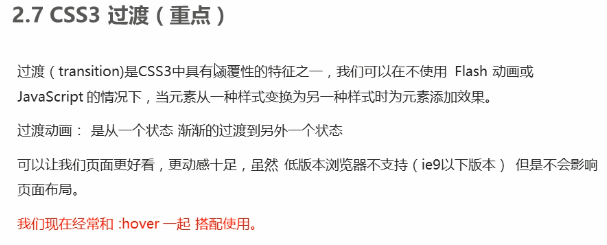 2.7 CSS3 过渡（重点）
过渡（transition)是CSS3中具有颠覆性的特征之一，我们可以在不使用 Flash 动画或
JavaScript 的情况下，当元素从一种样式变换为另一种样式时为元素添加效果。
过渡动画： 是从一个状态 渐渐的过渡到另外一个状态
可以让我们页面更好看，更动感十足，虽然 低版本浏览器不支持（ie9以下版本） 但是不会影响
页面布局。
我们现在经常和 :hover 一起 搭配使用。